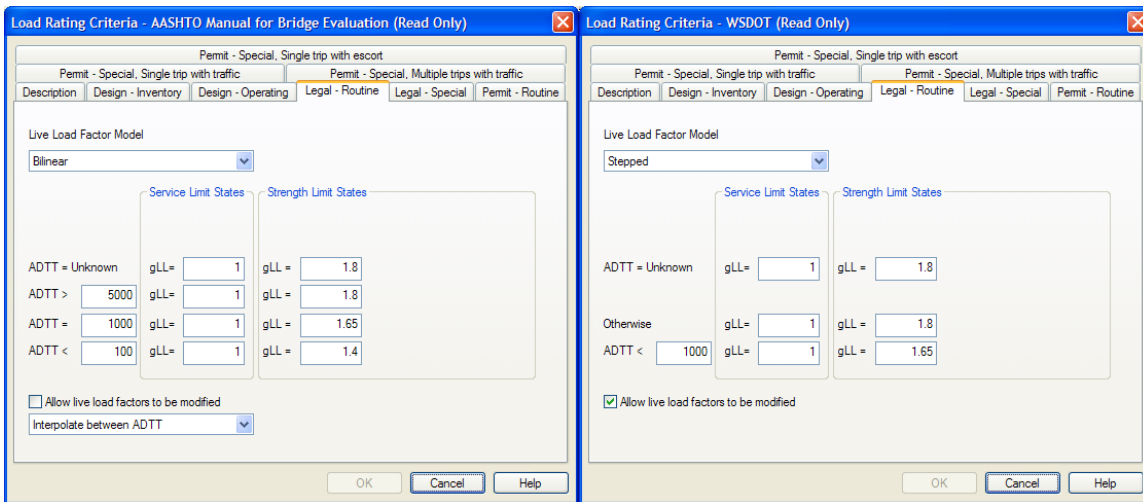 Load Rating Criteria - AASHTO Manual for Bridge Evaluation (Read Only)
Permit - Special, Single trip with escort
Permit - Special, Single trip with traffic Permit - Special, Multiple trips with traffic
Description Design - Inventory Design - Operating Legal - Routine Legal - Special Permit - Routine
Live Load Factor Model
Bilinear
Service Limit States Strength Limit States
ADTT = Unknown gLL= 1 gLL = 1.8
ADTT > 5000 gLL= 1 gLL = 1.8
ADTT = 1000 gLL= 1 gLL = 1.65
ADTT < 100 gLL= 1 gLL = 1.4
Allow live load factors to be modified
Interpolate between ADTT
OK Cancel Help
Load Rating Criteria - WSDOT (Read Only)
Permit - Special, Single trip with escort
Permit - Special, Single trip with traffic Permit - Special, Multiple trips with traffic
Description Design - Inventory Design - Operating Legal - Routine Legal - Special Permit - Routine
Live Load Factor Model
Stepped
Service Limit States Strength Limit States
ADTT = Unknown gLL= 1 gLL = 1.8
Otherwise gLL= 1 gLL = 1.8
ADTT < 1000 gLL= 1 gLL = 1.65
Allow live load factors to be modified
OK Cancel Help